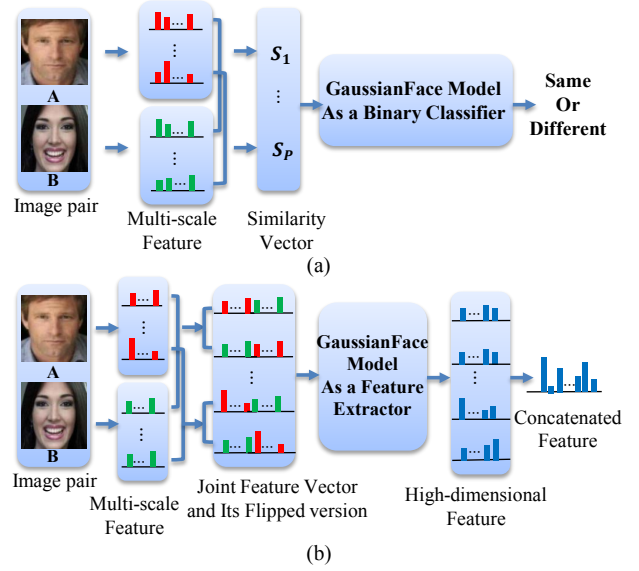 A
B
Image pair
Multi-scale
Feature
S₁
⋮
S_P
Similarity
Vector
GaussianFace Model
As a Binary Classifier
Same
Or
Different
(a)
A
B
Image pair
Multi-scale
Feature
Joint Feature Vector
and Its Flipped version
GaussianFace
Model
As a Feature
Extractor
High-dimensional
Feature
Concatenated
Feature
(b)